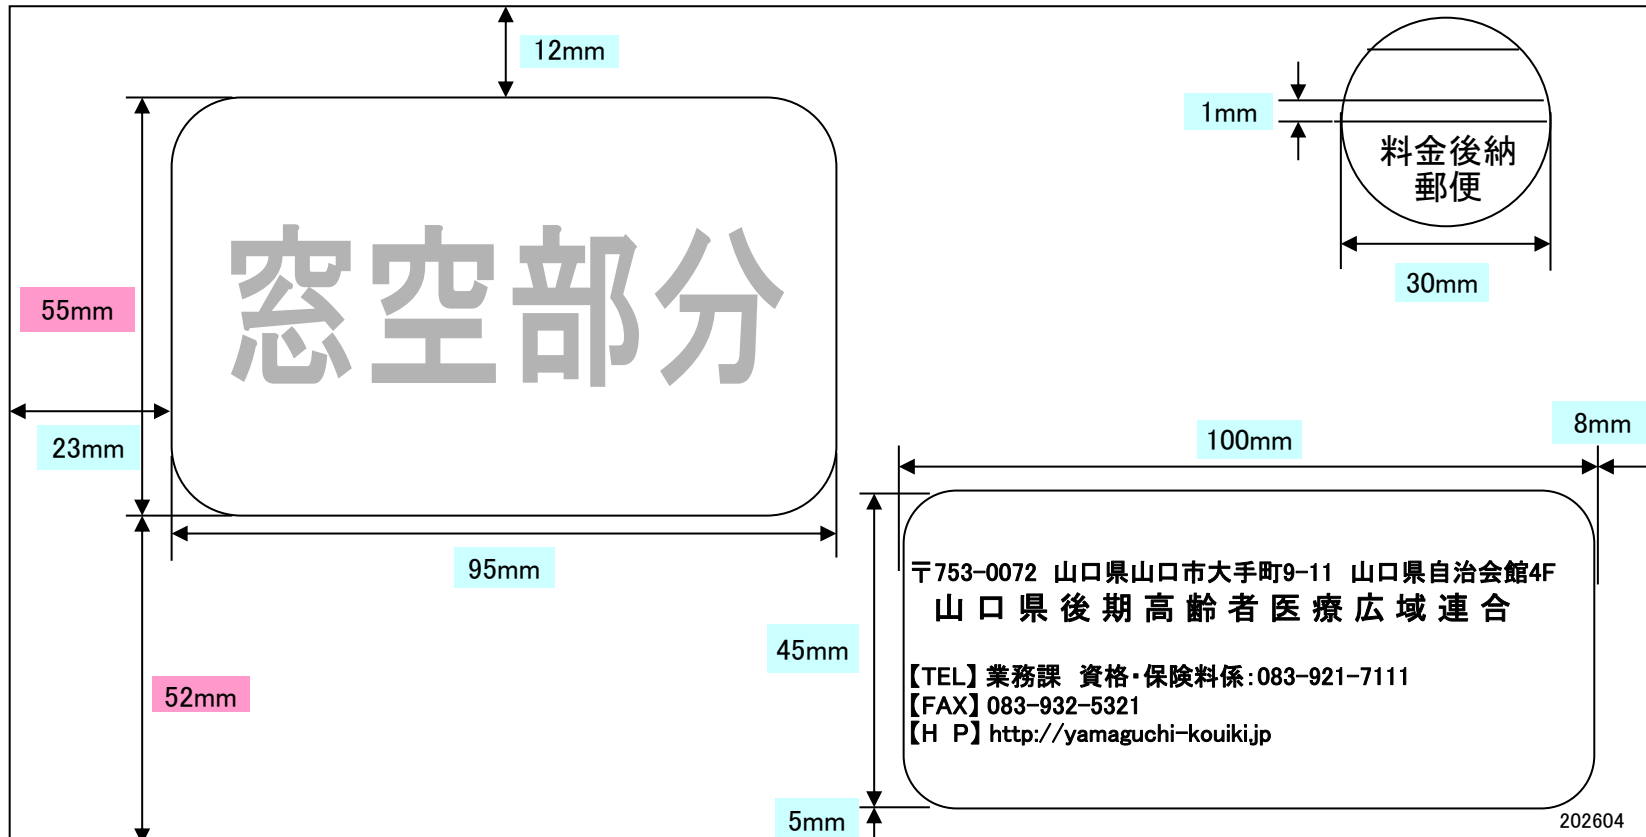 12mm
1mm
料金後納
郵便
30mm
55mm
窓空部分
23mm
95mm
52mm
100mm
8mm
〒753-0072 山口県山口市大手町9-11 山口県自治会館4F
山口県後期高齢者医療広域連合
45mm
【TEL】業務課 資格・保険料係:083-921-7111
【FAX】083-932-5321
【H P】http://yamaguchi-kouiki.jp
5mm
202604